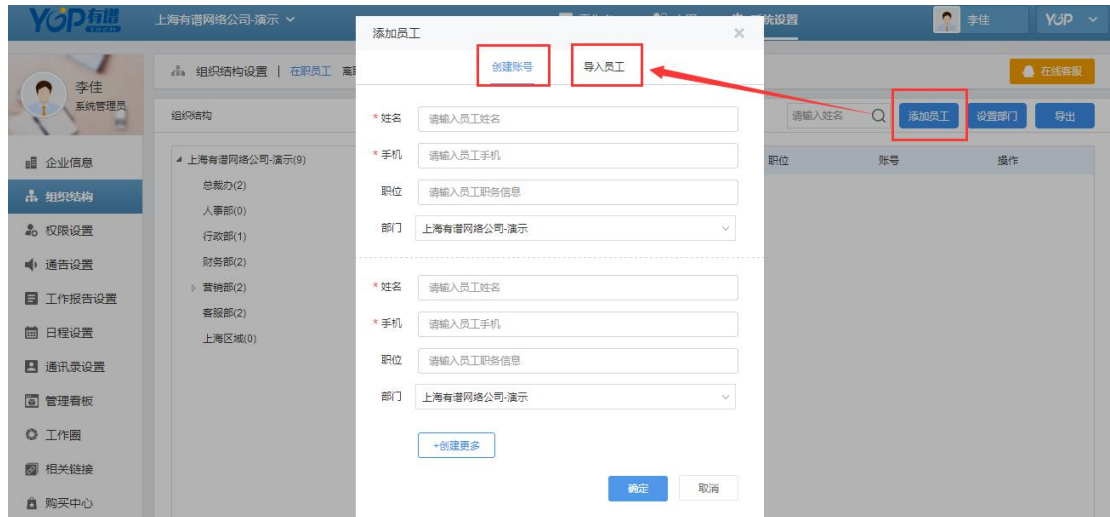 YOP有谱
TECH
上海有谱网络公司-演示
统设置
李佳
YOP
李佳
系统管理员
企业信息
组织结构
权限设置
通告设置
工作报告设置
日程设置
通讯录设置
管理看板
工作圈
相关链接
购买中心
组织结构设置 | 在职员工
在线客服
组织结构
请输入姓名
添加员工
设置部门
导出
上海有谱网络公司-演示(9)
总裁办(2)
人事部(0)
行政部(1)
财务部(2)
营销部(2)
客服部(2)
上海区域(0)
职位
账号
操作
添加员工
×
创建账号
导入员工
* 姓名 请输入员工姓名
* 手机 请输入员工手机
职位 请输入员工职务信息
部门 上海有谱网络公司-演示
* 姓名 请输入员工姓名
* 手机 请输入员工手机
职位 请输入员工职务信息
部门 上海有谱网络公司-演示
+创建更多
确定
取消